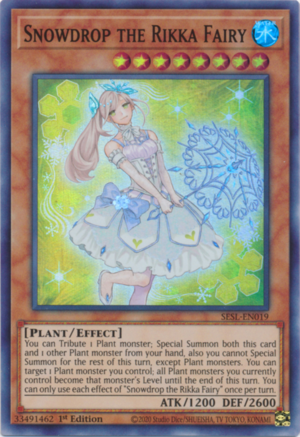 SNOWDROP THE RIKKA FAIRY
WATER
水
SESL-EN019
[PLANT/EFFECT]
You can Tribute 1 Plant monster; Special Summon both this card
and 1 other Plant monster from your hand, also you cannot Special
Summon for the rest of this turn, except Plant monsters. You can
target 1 Plant monster you control; all Plant monsters you currently
control become that monster's Level until the end of this turn. You
can only use each effect of "Snowdrop the Rikka Fairy" once per turn.
ATK/1200 DEF/2600
33491462 1st Edition ©2020 Studio Dice/SHUEISHA, TV TOKYO, KONAMI